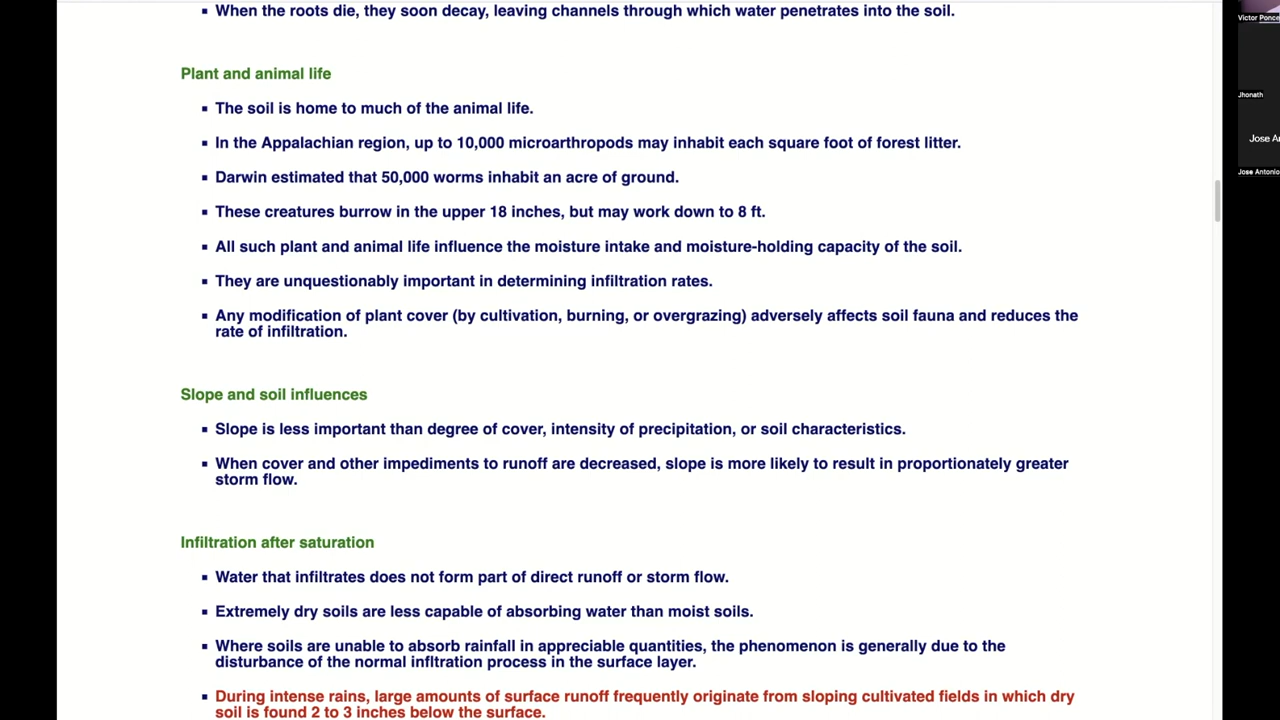 ▪ When the roots die, they soon decay, leaving channels through which water penetrates into the soil.
Plant and animal life
▪ The soil is home to much of the animal life.
▪ In the Appalachian region, up to 10,000 microarthropods may inhabit each square foot of forest litter.
▪ Darwin estimated that 50,000 worms inhabit an acre of ground.
▪ These creatures burrow in the upper 18 inches, but may work down to 8 ft.
▪ All such plant and animal life influence the moisture intake and moisture-holding capacity of the soil.
▪ They are unquestionably important in determining infiltration rates.
▪ Any modification of plant cover (by cultivation, burning, or overgrazing) adversely affects soil fauna and reduces the
rate of infiltration.
Slope and soil influences
▪ Slope is less important than degree of cover, intensity of precipitation, or soil characteristics.
▪ When cover and other impediments to runoff are decreased, slope is more likely to result in proportionately greater
storm flow.
Infiltration after saturation
▪ Water that infiltrates does not form part of direct runoff or storm flow.
▪ Extremely dry soils are less capable of absorbing water than moist soils.
▪ Where soils are unable to absorb rainfall in appreciable quantities, the phenomenon is generally due to the
disturbance of the normal infltration process in the surface layer.
▪ During intense rains, large amounts of surface runoff frequently originate from sloping cultivated fields in which dry
soil is found 2 to 3 inches below the surface.
Victor Ponce
Jhonath
Jose An
Jose Antonio